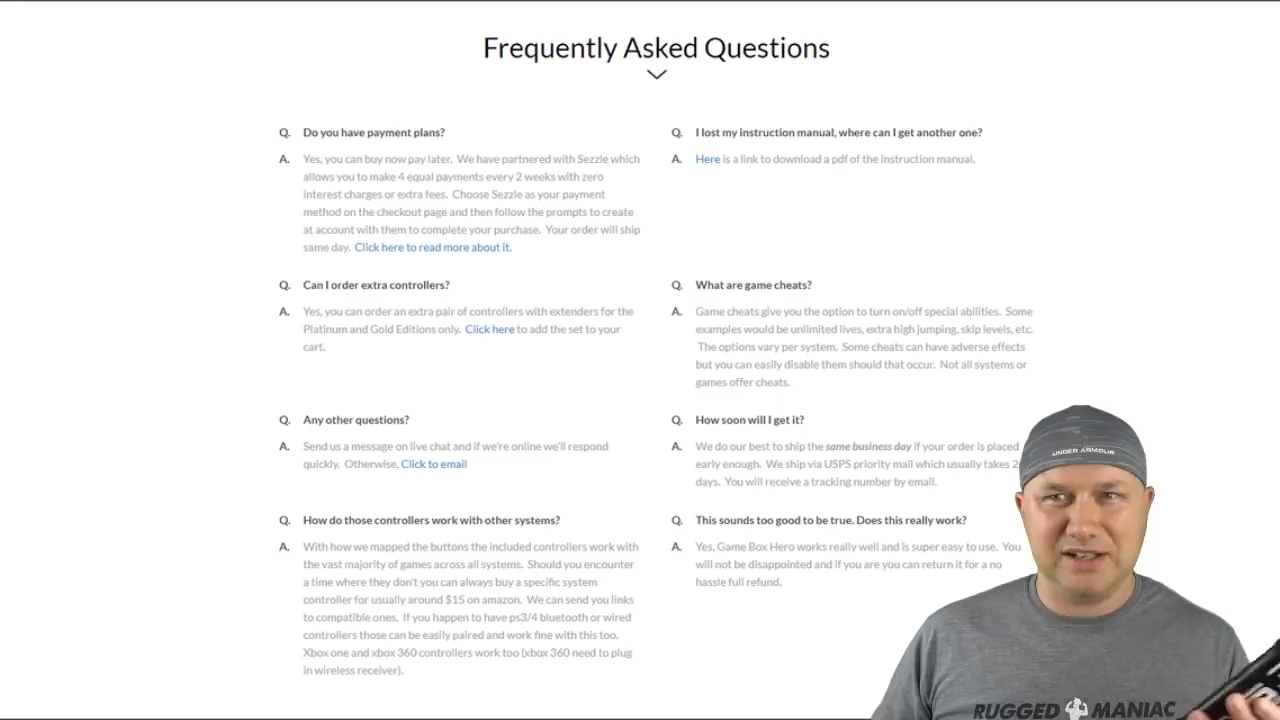 Frequently Asked Questions
Q. Do you have payment plans?
A. Yes, you can buy now pay later. We have partnered with Sezzle which
allows you to make 4 equal payments every 2 weeks with zero
interest charges or extra fees. Choose Sezzle as your payment
method on the checkout page and then follow the prompts to create
at account with them to complete your purchase. Your order will ship
same day. Click here to read more about it.
Q. I lost my instruction manual, where can I get another one?
A. Here is a link to download a pdf of the instruction manual.
Q. Can I order extra controllers?
A. Yes, you can order an extra pair of controllers with extenders for the
Platinum and Gold Editions only. Click here to add the set to your
cart.
Q. What are game cheats?
A. Game cheats give you the option to turn on/off special abilities. Some
examples would be unlimited lives, extra high jumping, skip levels, etc.
The options vary per system. Some cheats can have adverse effects
but you can easily disable them should that occur. Not all systems or
games offer cheats.
Q. Any other questions?
A. Send us a message on live chat and if we're online we'll respond
quickly. Otherwise, Click to email
Q. How soon will I get it?
A. We do our best to ship the same business day if your order is placed
early enough. We ship via USPS priority mail which usually takes 2
days. You will receive a tracking number by email.
Q. How do those controllers work with other systems?
A. With how we mapped the buttons the included controllers work with
the vast majority of games across all systems. Should you encounter
a time where they don't you can always buy a specific system
controller for usually around $15 on amazon. We can send you links
to compatible ones. If you happen to have ps3/4 bluetooth or wired
controllers those can be easily paired and work fine with this too.
Xbox one and xbox 360 controllers work too (xbox 360 need to plug
in wireless receiver).
Q. This sounds too good to be true. Does this really work?
A. Yes, Game Box Hero works really well and is super easy to use. You
will not be disappointed and if you are you can return it for a no
hassle full refund.
UNDER ARMOUR
RUGGED MANIAC